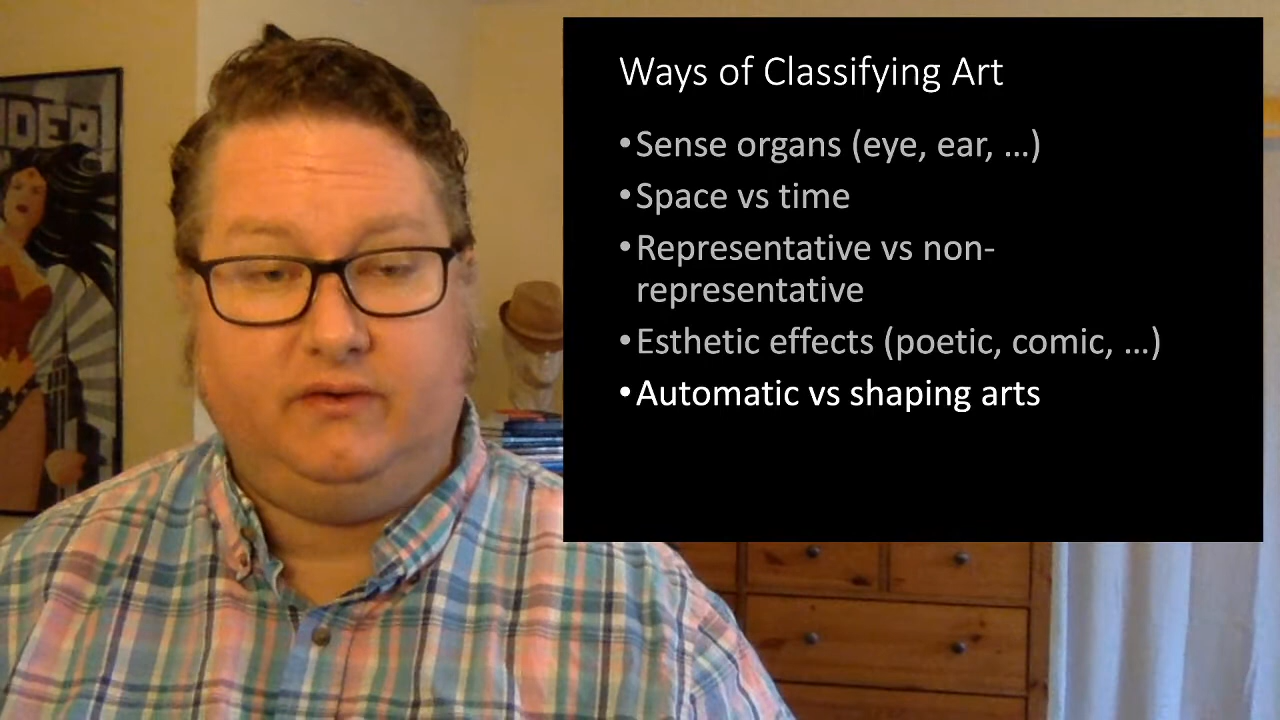 NDER
Ways of Classifying Art
•Sense organs (eye, ear, …)
•Space vs time
•Representative vs non-
representative
•Esthetic effects (poetic, comic, …)
•Automatic vs shaping arts